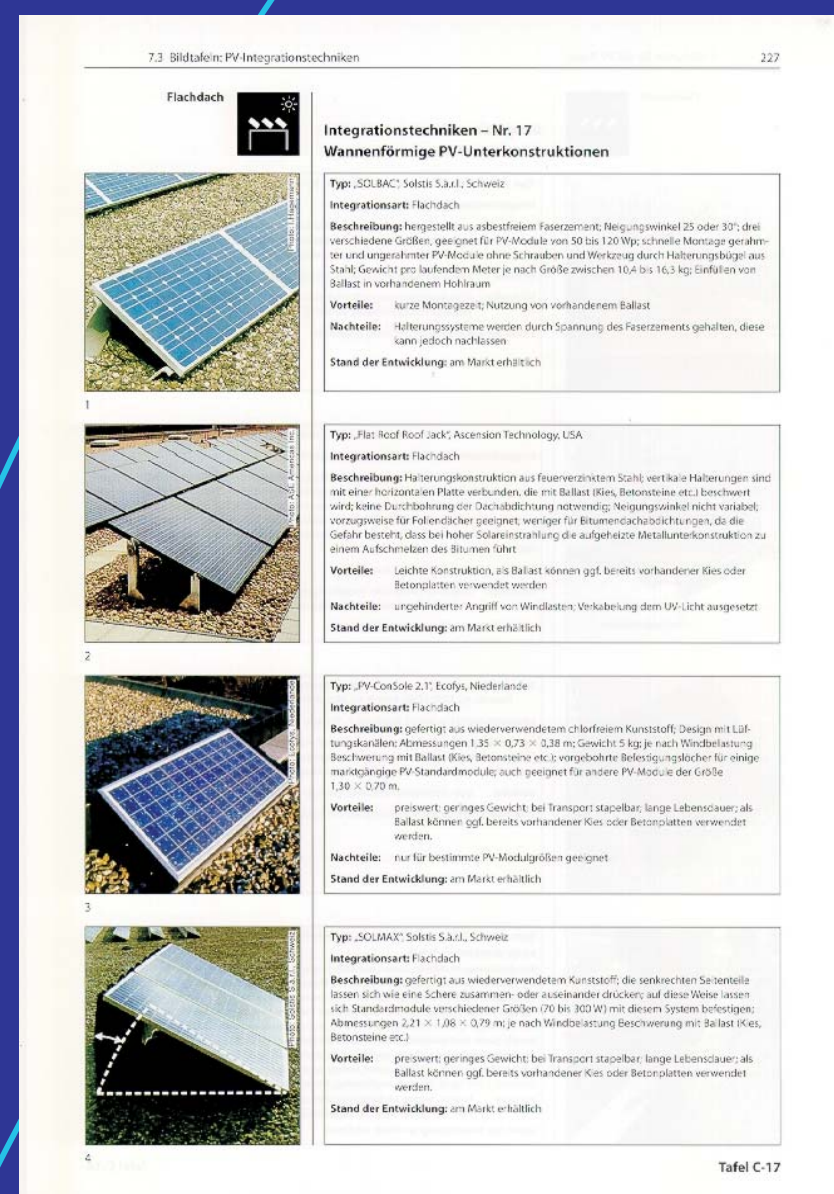 7.3 Bildtafeln: PV-Integrationstechniken 227
Flachdach
Integrationstechniken – Nr. 17
Wannenförmige PV-Unterkonstruktionen
Photo: I. Hagemann
Typ: „SOLBAC“, Solstis S.à.r.l., Schweiz
Integrationsart: Flachdach
Beschreibung: hergestellt aus asbestfreiem Faserzement; Neigungswinkel 25 oder 30°; drei
verschiedene Größen, geeignet für PV-Module von 50 bis 120 Wp; schnelle Montage gerahm-
ter und ungerahmter PV-Module ohne Schrauben und Werkzeug durch Halterungsbügel aus
Stahl; Gewicht pro laufendem Meter je nach Größe zwischen 10,4 bis 16,3 kg; Einfüllen von
Ballast in vorhandenem Hohlraum
Vorteile: kurze Montagezeit; Nutzung von vorhandenem Ballast
Nachteile: Halterungssysteme werden durch Spannung des Faserzements gehalten, diese
kann jedoch nachlassen
Stand der Entwicklung: am Markt erhältlich
1
Photo: ASE Americas Inc.
Typ: „Flat Roof Roof Jack“, Ascension Technology, USA
Integrationsart: Flachdach
Beschreibung: Halterungskonstruktion aus feuerverzinktem Stahl; vertikale Halterungen sind
mit einer horizontalen Platte verbunden, die mit Ballast (Kies, Betonsteine etc.) beschwert
wird; keine Durchbohrung der Dachabdichtung notwendig; Neigungswinkel nicht variabel;
vorzugsweise für Foliendächer geeignet, weniger für Bitumendachabdichtungen, da die
Gefahr besteht, dass bei hoher Solareinstrahlung die aufgeheizte Metallunterkonstruktion zu
einem Aufschmelzen des Bitumen führt
Vorteile: Leichte Konstruktion, als Ballast können ggf. bereits vorhandener Kies oder
Betonplatten verwendet werden
Nachteile: ungehinderter Angriff von Windlasten; Verkabelung dem UV-Licht ausgesetzt
Stand der Entwicklung: am Markt erhältlich
2
Photo: Ecofys, Niederlande
Typ: „PV-ConSole 2.1“, Ecofys, Niederlande
Integrationsart: Flachdach
Beschreibung: gefertigt aus wiederverwendetem chlorfreiem Kunststoff; Design mit Lüf-
tungskanälen; Abmessungen 1,35 × 0,73 × 0,38 m; Gewicht 5 kg; je nach Windbelastung
Beschwerung mit Ballast (Kies, Betonsteine etc.); vorgebohrte Befestigungslöcher für einige
marktgängige PV-Standardmodule; auch geeignet für andere PV-Module der Größe
1,30 × 0,70 m.
Vorteile: preiswert; geringes Gewicht; bei Transport stapelbar; lange Lebensdauer; als
Ballast können ggf. bereits vorhandener Kies oder Betonplatten verwendet
werden.
Nachteile: nur für bestimmte PV-Modulgrößen geeignet
Stand der Entwicklung: am Markt erhältlich
3
Photo: Solstis S.à.r.l., Schweiz
Typ: „SOLMAX“, Solstis S.à.r.l., Schweiz
Integrationsart: Flachdach
Beschreibung: gefertigt aus wiederverwendetem Kunststoff; die senkrechten Seitenteile
lassen sich wie eine Schere zusammen- oder auseinander drücken; auf diese Weise lassen
sich Standardmodule verschiedener Größen (70 bis 300 W) mit diesem System befestigen;
Abmessungen 2,21 × 1,08 × 0,79 m; je nach Windbelastung Beschwerung mit Ballast (Kies,
Betonsteine etc.)
Vorteile: preiswert; geringes Gewicht; bei Transport stapelbar; lange Lebensdauer; als
Ballast können ggf. bereits vorhandener Kies oder Betonplatten verwendet
werden.
Stand der Entwicklung: am Markt erhältlich
4
Tafel C-17